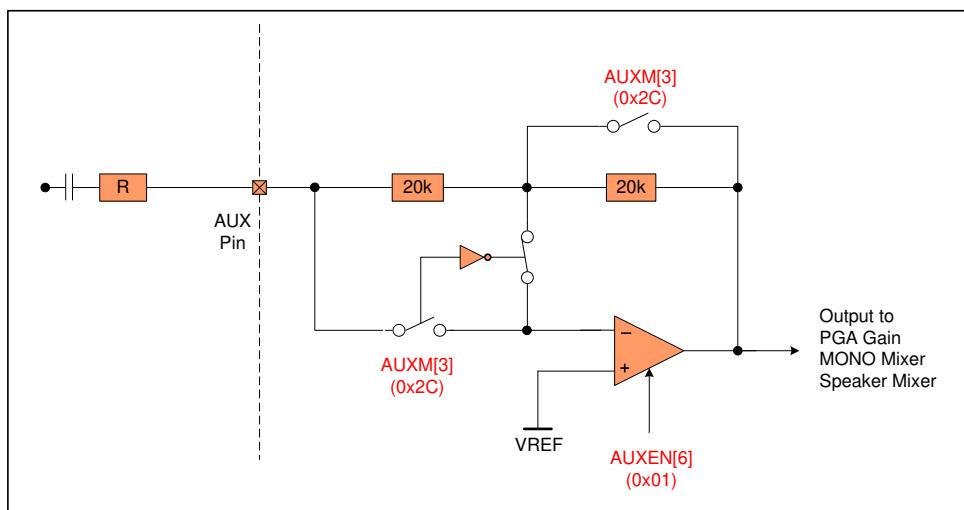 AUXM[3]
(0x2C)
R
20k
20k
AUX
Pin
AUXM[3]
(0x2C)
−
+
VREF
AUXEN[6]
(0x01)
Output to
PGA Gain
MONO Mixer
Speaker Mixer